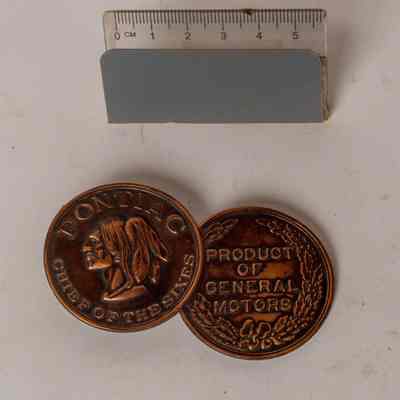 0 CM 1 2 3 4 5
PONTIAC
CHIEF OF THE SIXES
PRODUCT
OF
GENERAL
MOTORS